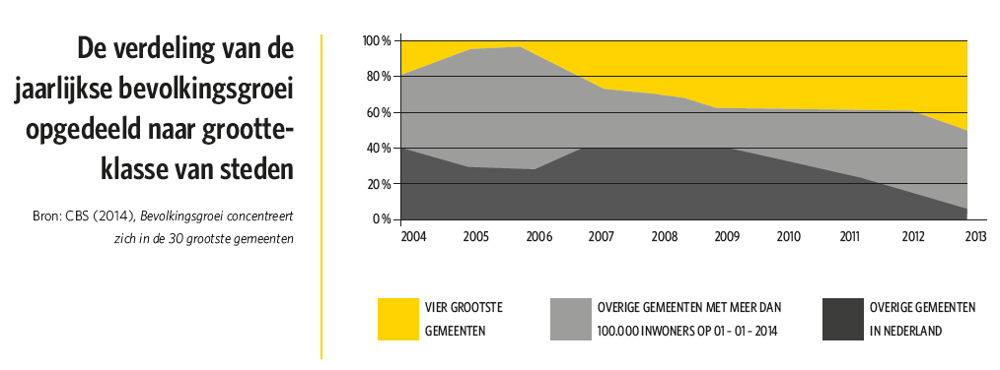 De verdeling van de
jaarlijkse bevolkingsgroei
opgedeeld naar grootte-
klasse van steden
Bron: CBS (2014), Bevolkingsgroei concentreert
zich in de 30 grootste gemeenten
100 %
80 %
60 %
40 %
20 %
0 %
2004 2005 2006 2007 2008 2009 2010 2011 2012 2013
VIER GROOTSTE
GEMEENTEN
OVERIGE GEMEENTEN MET MEER DAN
100.000 INWONERS OP 01 - 01 - 2014
OVERIGE GEMEENTEN
IN NEDERLAND